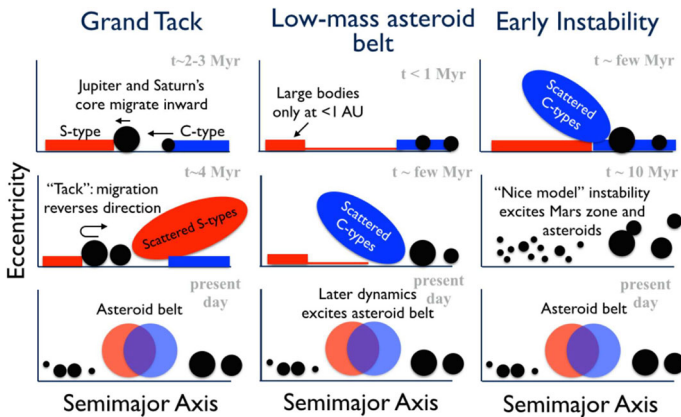 Grand Tack
t~2-3 Myr
Jupiter and Saturn's
core migrate inward
S-type
C-type
t~4 Myr
"Tack": migration
reverses direction
Scattered S-types
present
day
Asteroid belt
Semimajor Axis
Eccentricity
Low-mass asteroid
belt
t < 1 Myr
Large bodies
only at <1 AU
t ~ few Myr
Scattered
C-types
Later dynamics
excites asteroid belt
present
day
Semimajor Axis
Early Instability
t ~ few Myr
Scattered
C-types
t ~ 10 Myr
"Nice model" instability
excites Mars zone and
asteroids
present
day
Asteroid belt
Semimajor Axis